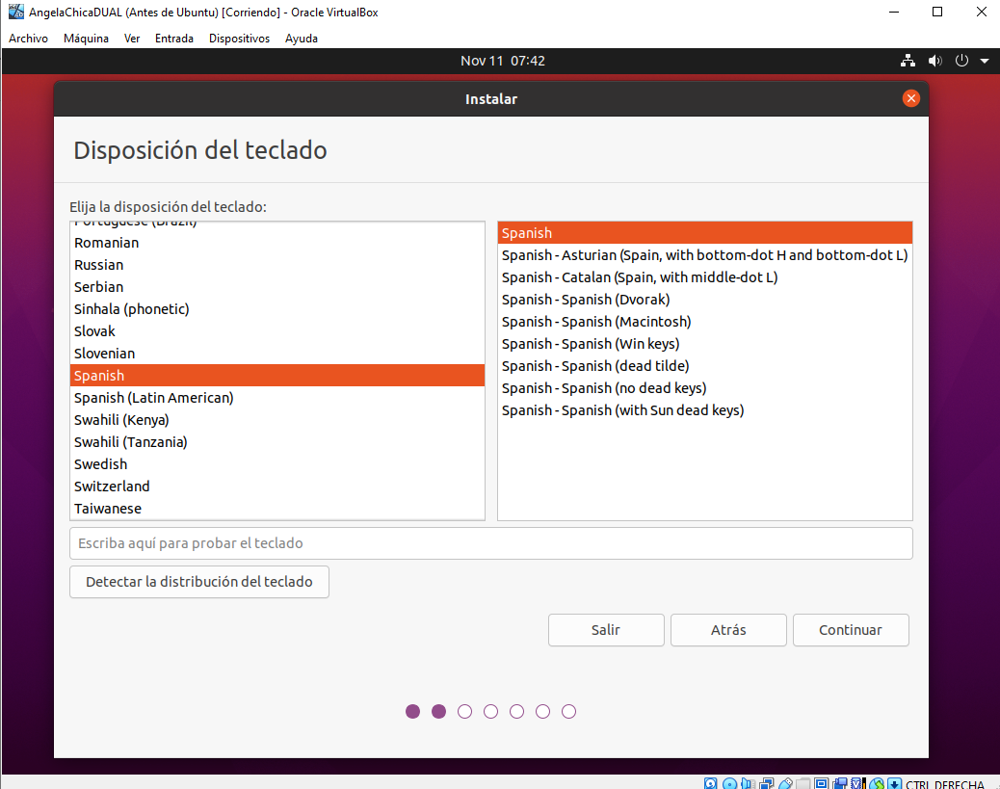 AngelaChicaDUAL (Antes de Ubuntu) [Corriendo] - Oracle VirtualBox
Archivo Máquina Ver Entrada Dispositivos Ayuda
Nov 11 07:42
Instalar
Disposición del teclado
Elija la disposición del teclado:
Portuguese (Brazil)
Romanian
Russian
Serbian
Sinhala (phonetic)
Slovak
Slovenian
Spanish
Spanish (Latin American)
Swahili (Kenya)
Swahili (Tanzania)
Swedish
Switzerland
Taiwanese
Spanish
Spanish - Asturian (Spain, with bottom-dot H and bottom-dot L)
Spanish - Catalan (Spain, with middle-dot L)
Spanish - Spanish (Dvorak)
Spanish - Spanish (Macintosh)
Spanish - Spanish (Win keys)
Spanish - Spanish (dead tilde)
Spanish - Spanish (no dead keys)
Spanish - Spanish (with Sun dead keys)
Escriba aquí para probar el teclado
Detectar la distribución del teclado
Salir Atrás Continuar
CTRL DERECHA